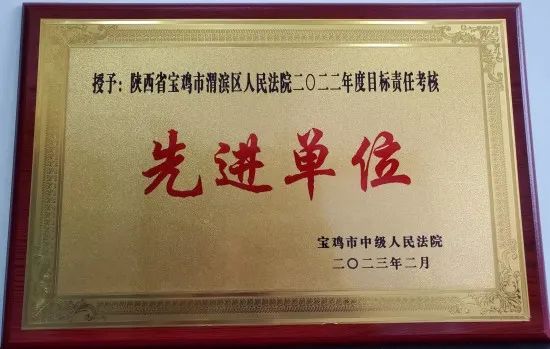 授予：陕西省宝鸡市渭滨区人民法院二〇二二年度目标责任考核
先进单位
宝鸡市中级人民法院
二〇二三年二月